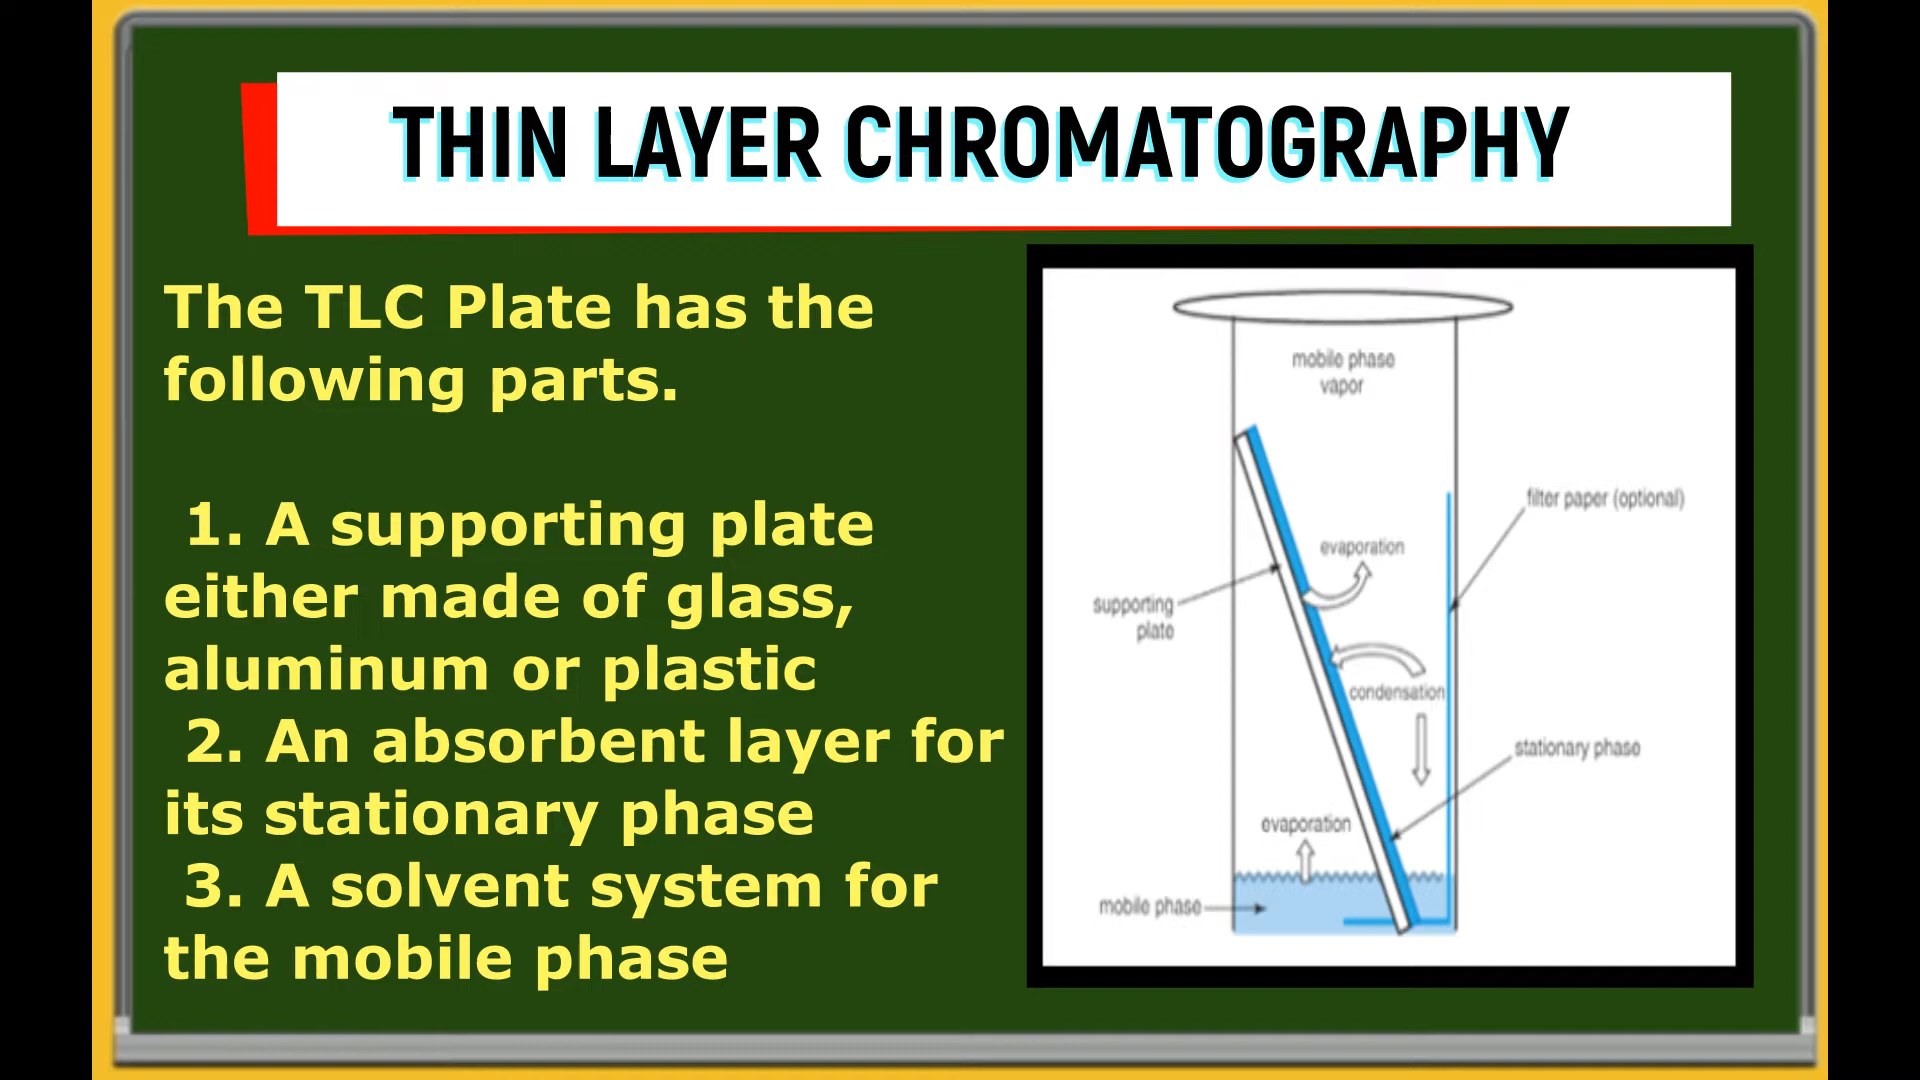 THIN LAYER CHROMATOGRAPHY
The TLC Plate has the
following parts.
1. A supporting plate
either made of glass,
aluminum or plastic
2. An absorbent layer for
its stationary phase
3. A solvent system for
the mobile phase
mobile phase
vapor
filter paper (optional)
evaporation
supporting
plate
condensation
stationary phase
evaporation
mobile phase